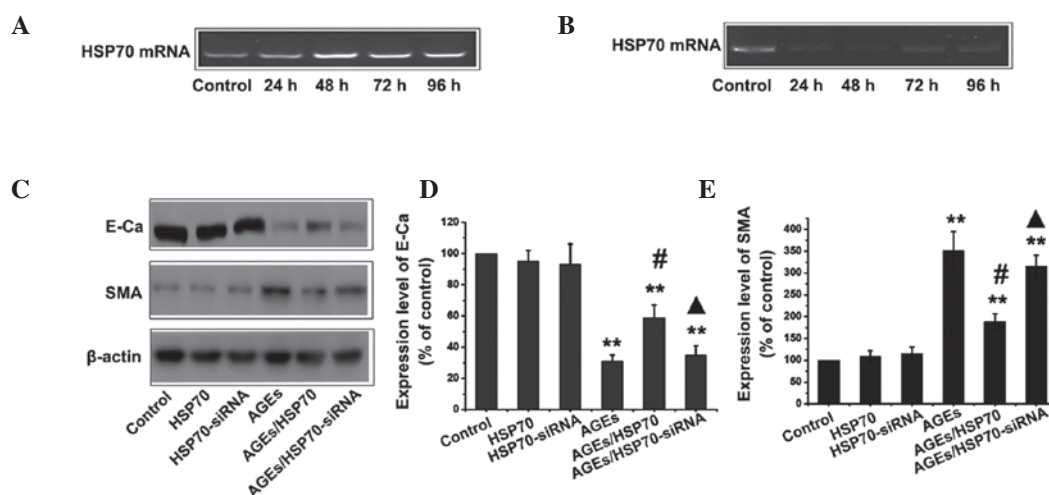 A
HSP70 mRNA
Control 24 h 48 h 72 h 96 h
B
HSP70 mRNA
Control 24 h 48 h 72 h 96 h
C
E-Ca
SMA
β-actin
Control
HSP70
HSP70-siRNA
AGEs
AGEs/HSP70
AGEs/HSP70-siRNA
D
Expression level of E-Ca
(% of control)
120
100
80
60
40
20
0
**
#
**
▲
**
Control
HSP70
HSP70-siRNA
AGEs
AGEs/HSP70
AGEs/HSP70-siRNA
E
Expression level of SMA
(% of control)
400
350
300
250
200
150
100
50
0
**
#
**
▲
**
Control
HSP70
HSP70-siRNA
AGEs
AGEs/HSP70
AGEs/HSP70-siRNA